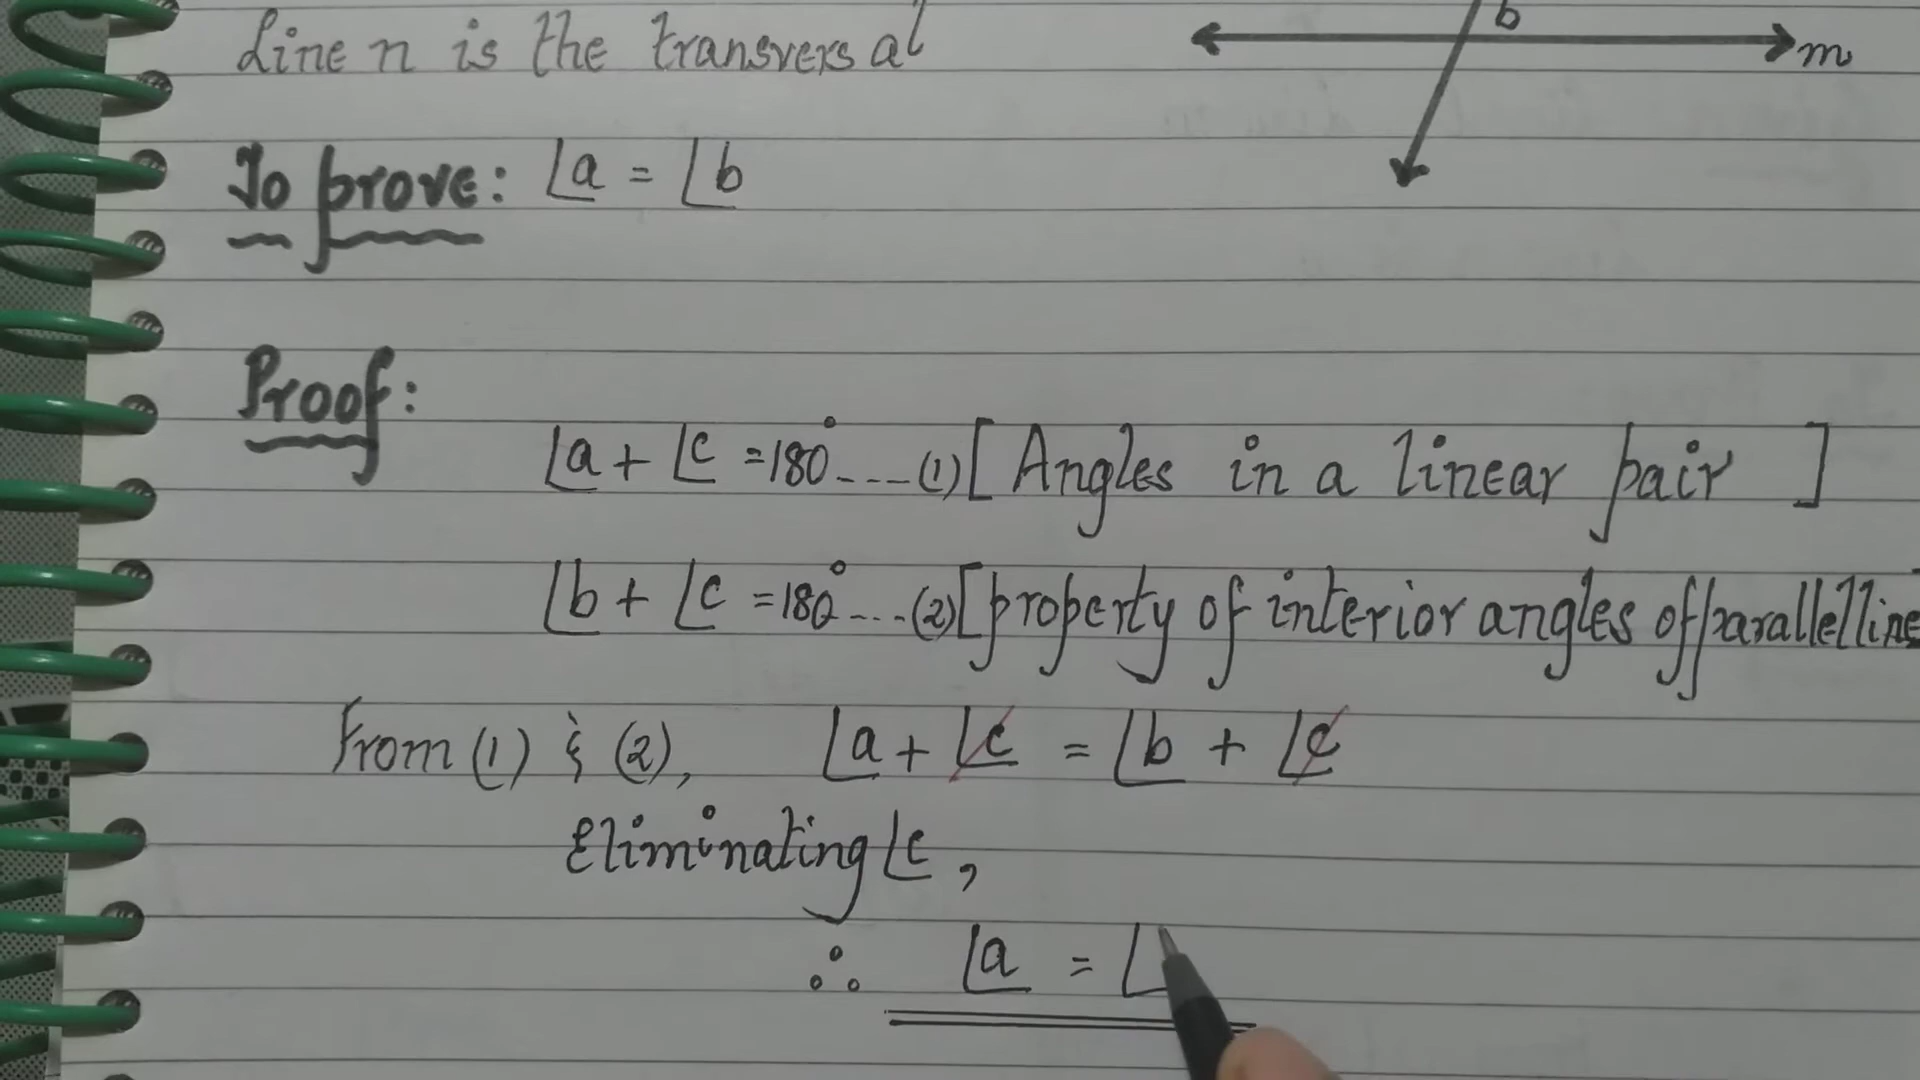 Line n is the transversal
b
m
To prove: ∠a = ∠b
Proof:
∠a + ∠c = 180° ---- (1) [Angles in a linear pair]
∠b + ∠c = 180° ---- (2) [property of interior angles of parallel line
From (1) & (2), ∠a + ∠c = ∠b + ∠c
Eliminating ∠c,
∴ ∠a = ∠